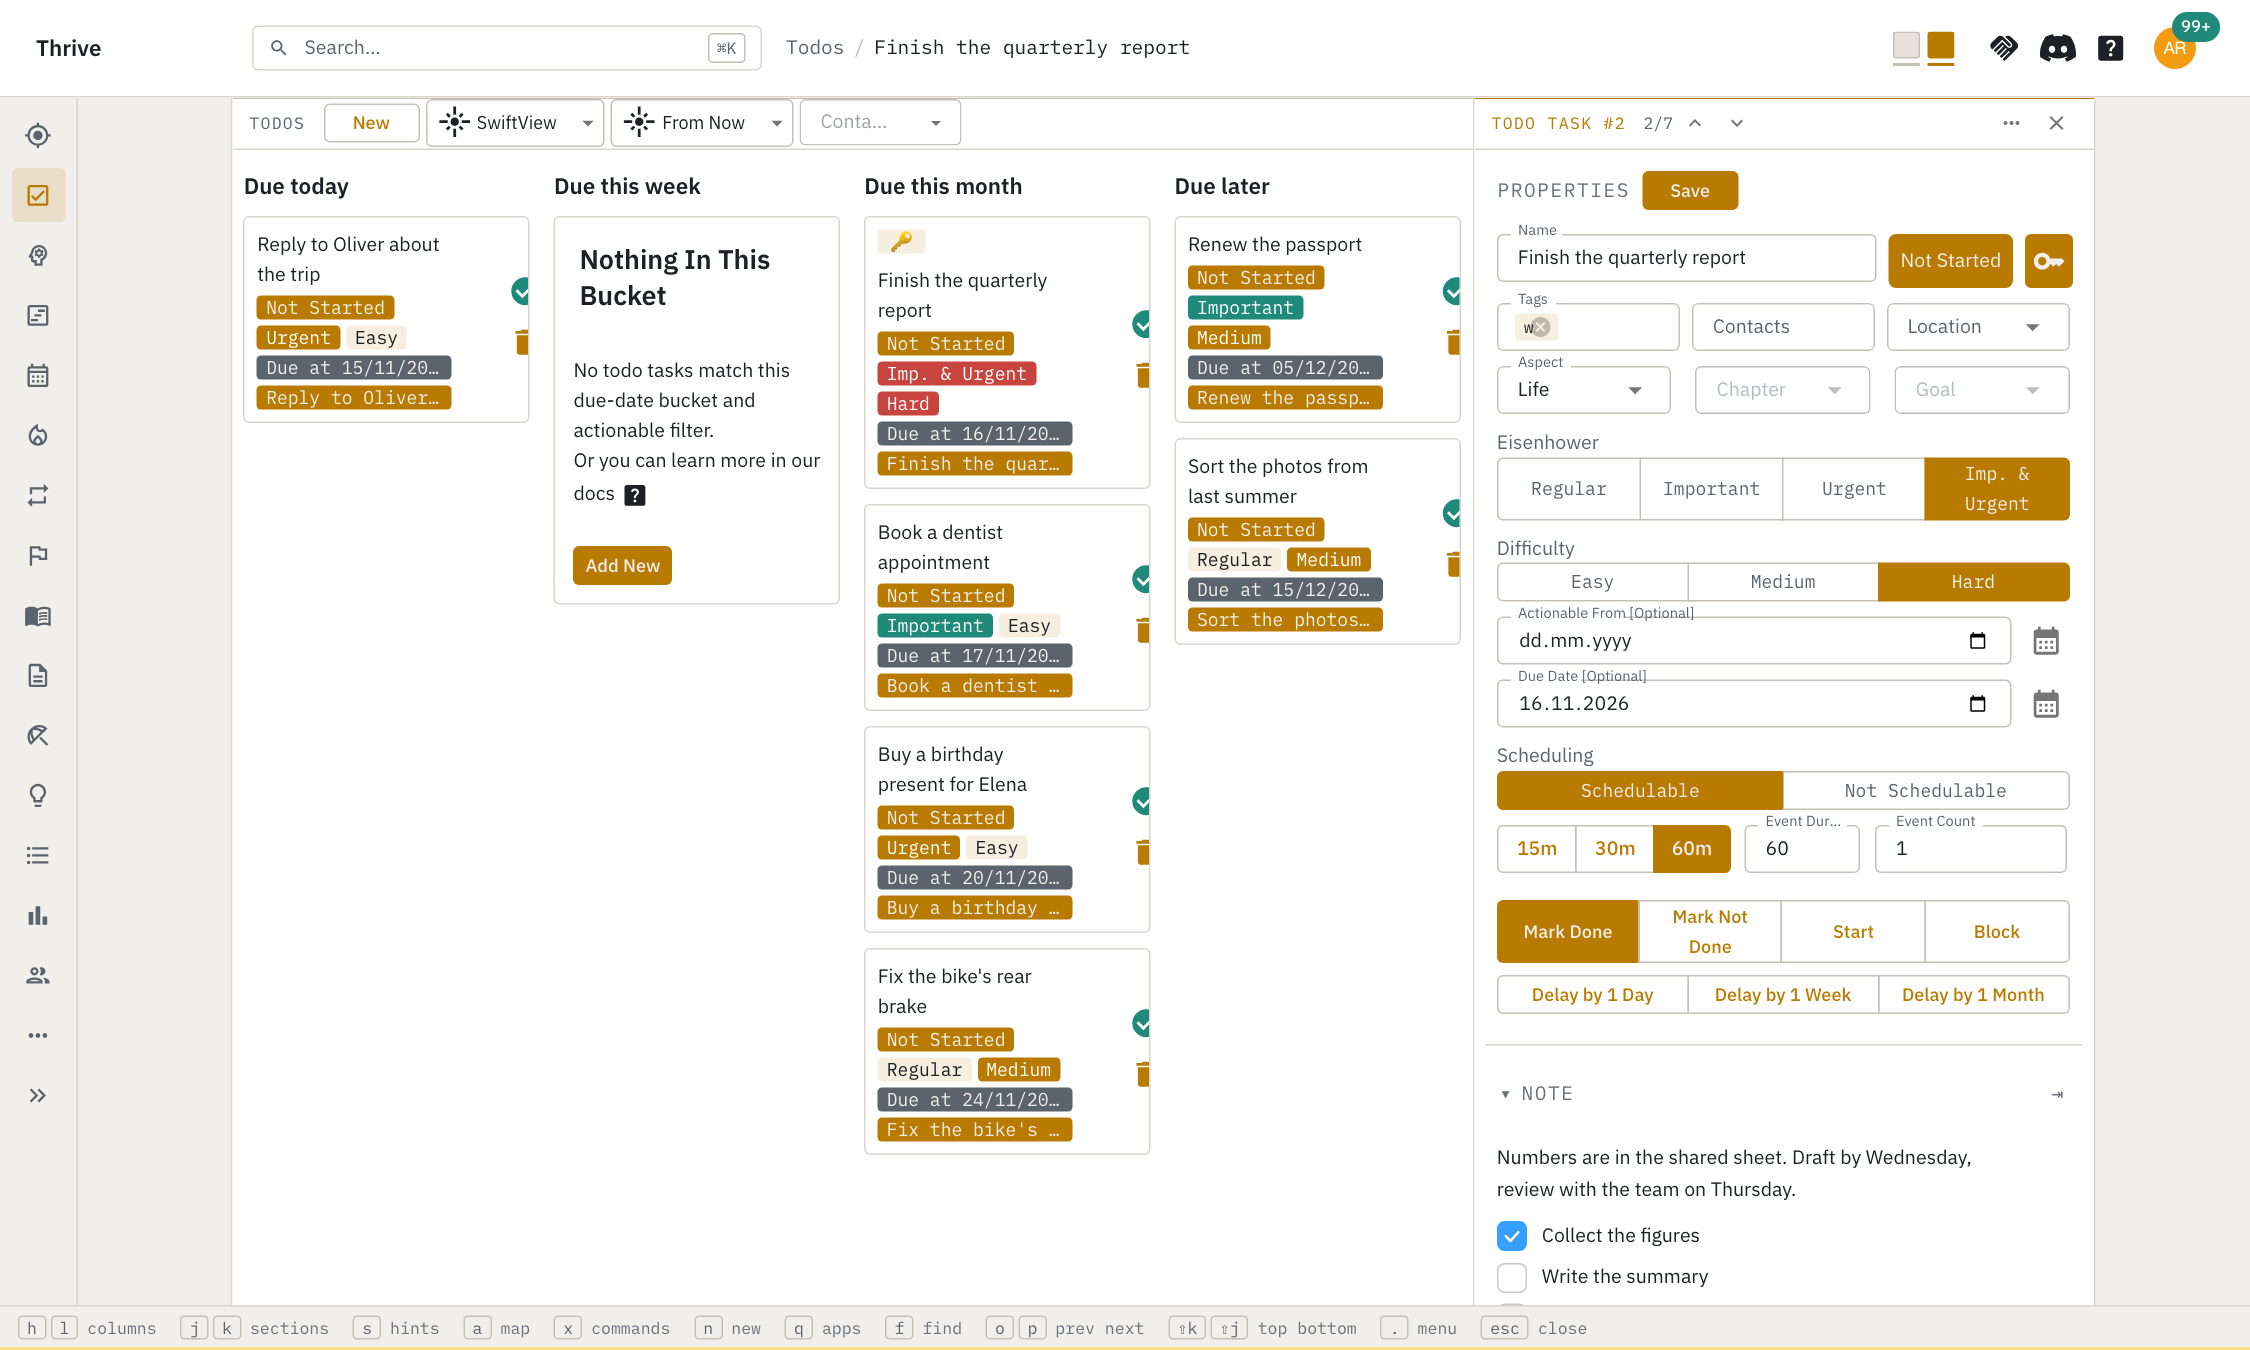 Thrive
Search...
⌘K
Todos / Finish the quarterly report
99+
AR
TODOS
New
SwiftView
From Now
Conta...
TODO TASK #2 2/7
Due today
Reply to Oliver about
the trip
Not Started
Urgent Easy
Due at 15/11/20...
Reply to Oliver...
Due this week
Nothing In This
Bucket
No todo tasks match this
due-date bucket and
actionable filter.
Or you can learn more in our
docs ?
Add New
Due this month
Finish the quarterly
report
Not Started
Imp. & Urgent
Hard
Due at 16/11/20...
Finish the quar...
Book a dentist
appointment
Not Started
Important Easy
Due at 17/11/20...
Book a dentist ...
Buy a birthday
present for Elena
Not Started
Urgent Easy
Due at 20/11/20...
Buy a birthday ...
Fix the bike's rear
brake
Not Started
Regular Medium
Due at 24/11/20...
Fix the bike's ...
Due later
Renew the passport
Not Started
Important
Medium
Due at 05/12/20...
Renew the passp...
Sort the photos from
last summer
Not Started
Regular Medium
Due at 15/12/20...
Sort the photos...
PROPERTIES
Save
Name
Finish the quarterly report
Not Started
Tags
w
Contacts
Location
Aspect
Life
Chapter
Goal
Eisenhower
Regular
Important
Urgent
Imp. &
Urgent
Difficulty
Easy
Medium
Hard
Actionable From [Optional]
dd.mm.yyyy
Due Date [Optional]
16.11.2026
Scheduling
Schedulable
Not Schedulable
15m
30m
60m
Event Dur...
60
Event Count
1
Mark Done
Mark Not
Done
Start
Block
Delay by 1 Day
Delay by 1 Week
Delay by 1 Month
NOTE
Numbers are in the shared sheet. Draft by Wednesday,
review with the team on Thursday.
Collect the figures
Write the summary
h l columns j k sections s hints a map x commands n new q apps f find o p prev next ⇧k ⇧j top bottom . menu esc close